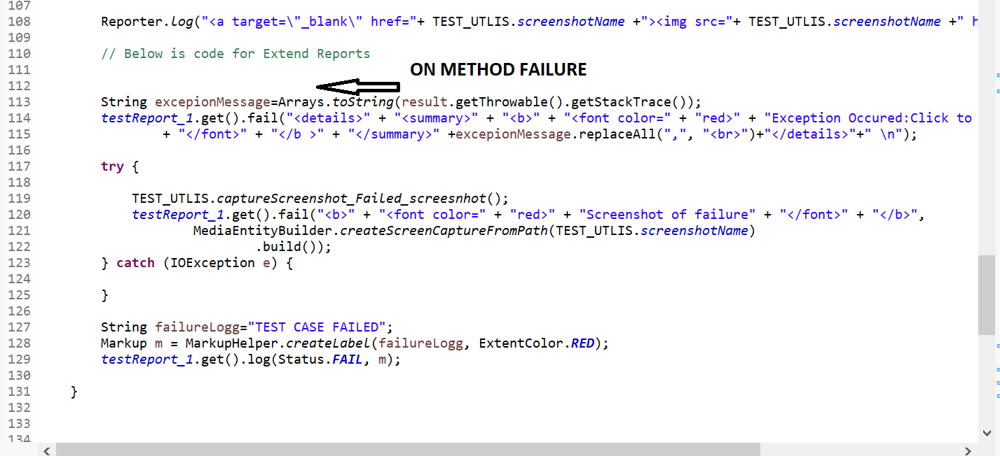 107
108 Reporter.log("<a target=\"_blank\" href="+ TEST_UTLIS.screenshotName +"><img src="+ TEST_UTLIS.screenshotName +" h
109
110 // Below is code for Extend Reports
111 ON METHOD FAILURE
112
113 String excepionMessage=Arrays.toString(result.getThrowable().getStackTrace());
114 testReport_1.get().fail("<details>" + "<summary>" + "<b>" + "<font color=" + "red>" + "Exception Occured:Click to
115 + "</font>" + "</b >" + "</summary>" +excepionMessage.replaceAll(",", "<br>")+"</details>"+" \n");
116
117 try {
118
119 TEST_UTLIS.captureScreenshot_Failed_screesnhot();
120 testReport_1.get().fail("<b>" + "<font color=" + "red>" + "Screenshot of failure" + "</font>" + "</b>",
121 MediaEntityBuilder.createScreenCaptureFromPath(TEST_UTLIS.screenshotName)
122 .build());
123 } catch (IOException e) {
124
125 }
126
127 String failureLogg="TEST CASE FAILED";
128 Markup m = MarkupHelper.createLabel(failureLogg, ExtentColor.RED);
129 testReport_1.get().log(Status.FAIL, m);
130
131 }
132
133
134